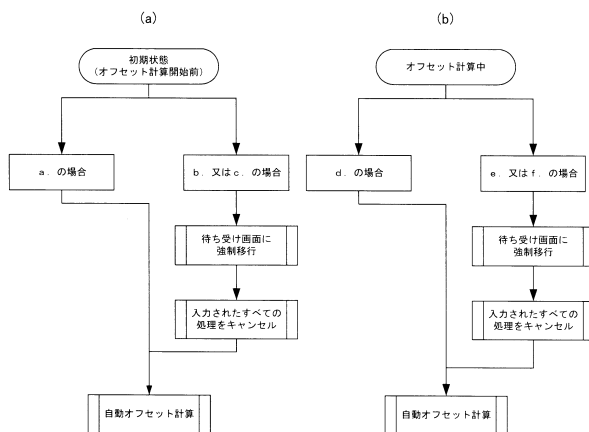 (a)
初期状態
(オフセット計算開始前)
a. の場合
b. 又はc. の場合
待ち受け画面に
強制移行
入力されたすべての
処理をキャンセル
自動オフセット計算
(b)
オフセット計算中
d. の場合
e. 又はf. の場合
待ち受け画面に
強制移行
入力されたすべての
処理をキャンセル
自動オフセット計算